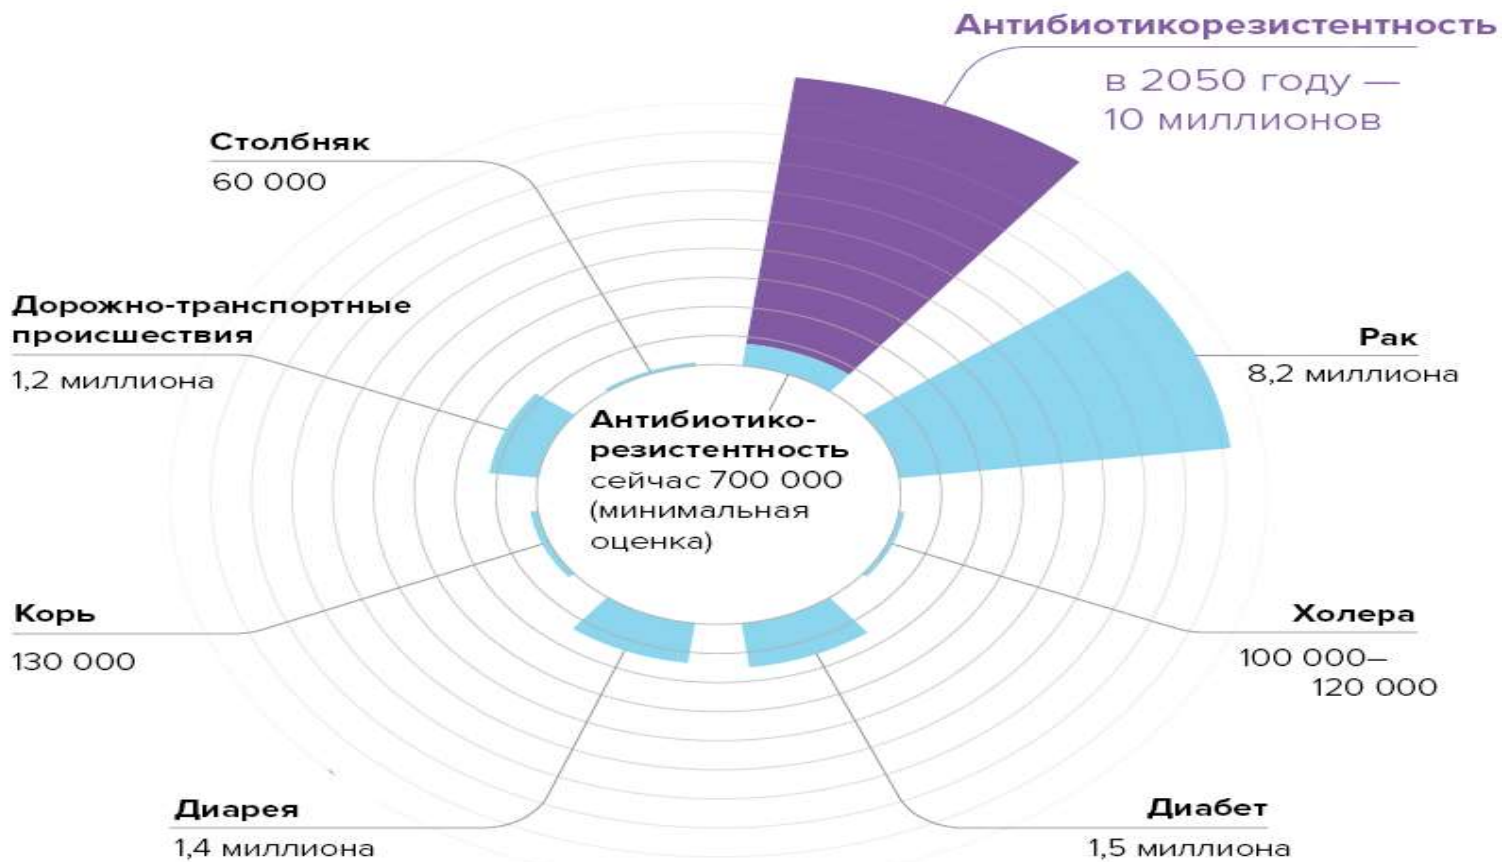 Антибиотикорезистентность
в 2050 году —
10 миллионов
Столбняк
60 000
Дорожно-транспортные
происшествия
1,2 миллиона
Рак
8,2 миллиона
Антибиотико-
резистентность
сейчас 700 000
(минимальная
оценка)
Корь
130 000
Холера
100 000–
120 000
Диарея
1,4 миллиона
Диабет
1,5 миллиона